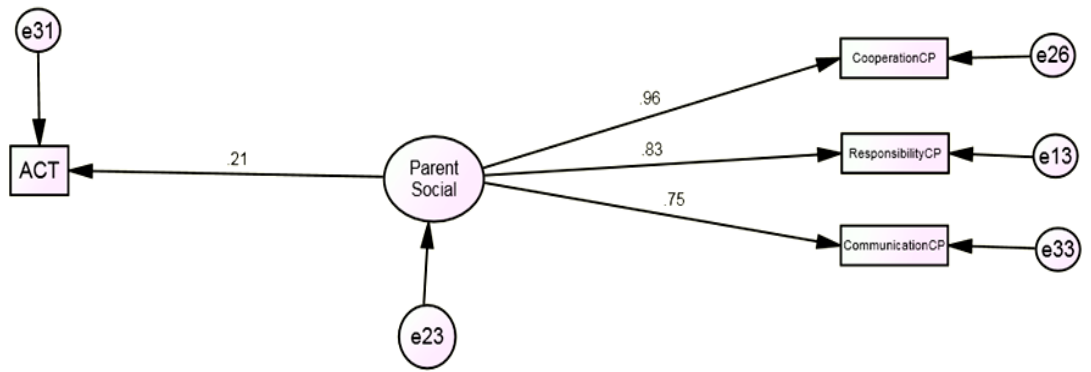 e31
CooperationCP
e26
.96
.21
.83
ResponsibilityCP
e13
ACT
Parent
Social
.75
CommunicationCP
e33
e23